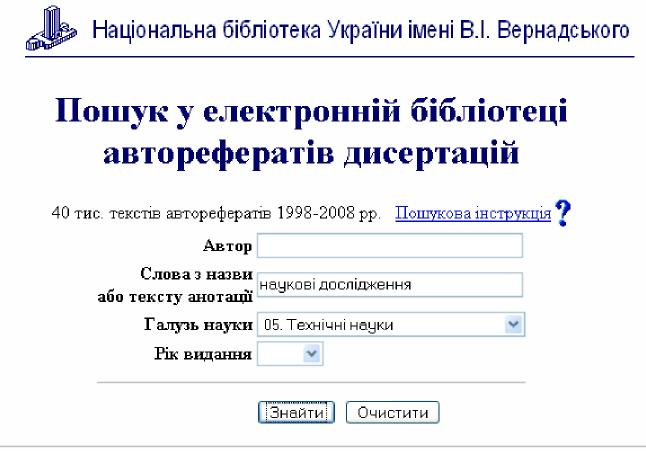 Національна бібліотека України імені В.І. Вернадського
Пошук у електронній бібліотеці
авторефератів дисертацій
40 тис. текстів авторефератів 1998-2008 рр. Пошукова інструкція ?
Автор
Слова з назви
або тексту анотації наукові дослідження
Галузь науки 05. Технічні науки
Рік видання
Знайти Очистити